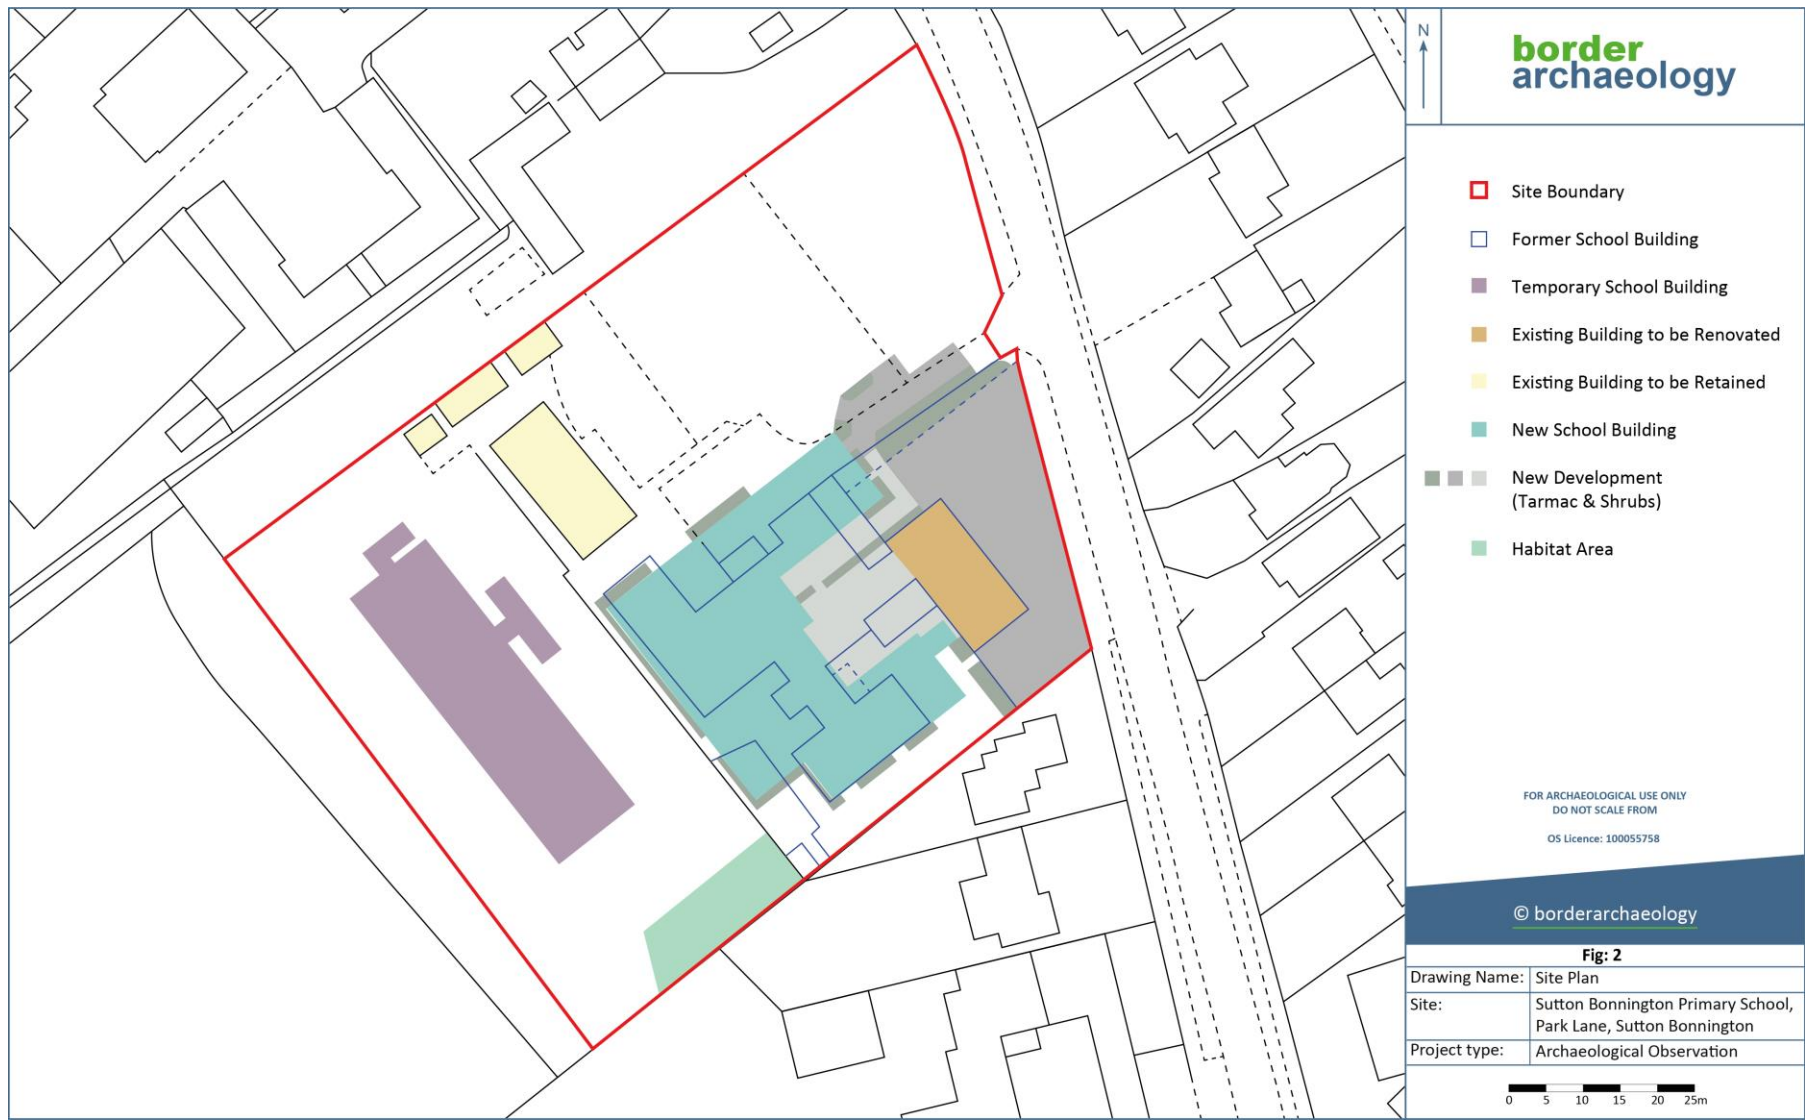 N
border
archaeology
Site Boundary
Former School Building
Temporary School Building
Existing Building to be Renovated
Existing Building to be Retained
New School Building
New Development
(Tarmac & Shrubs)
Habitat Area
FOR ARCHAEOLOGICAL USE ONLY
DO NOT SCALE FROM
OS Licence: 100055758
© borderarchaeology
Fig: 2
Drawing Name: Site Plan
Site: Sutton Bonnington Primary School,
Park Lane, Sutton Bonnington
Project type: Archaeological Observation
0 5 10 15 20 25m